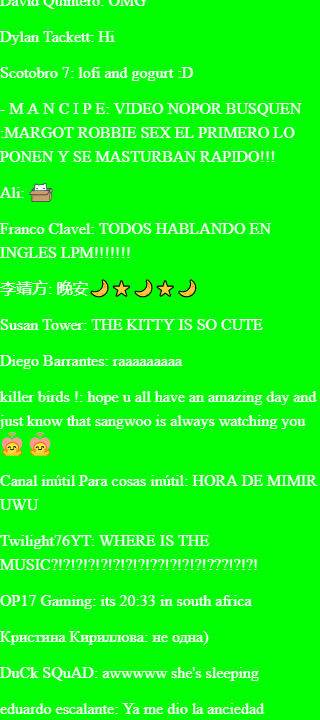 David Quintero: OMG
Dylan Tackett: Hi
Scotobro 7: lofi and gogurt :D
- M A N C I P E: VIDEO NOPOR BUSQUEN
:MARGOT ROBBIE SEX EL PRIMERO LO
PONEN Y SE MASTURBAN RAPIDO!!!
Ali:
Franco Clavel: TODOS HABLANDO EN
INGLES LPM!!!!!!!
李靖方: 晚安🌙⭐🌙⭐🌙
Susan Tower: THE KITTY IS SO CUTE
Diego Barrantes: raaaaaaaaa
killer birds !: hope u all have an amazing day and
just know that sangwoo is always watching you
Canal inútil Para cosas inútil: HORA DE MIMIR
UWU
Twilight76YT: WHERE IS THE
MUSIC?!?!?!?!?!?!?!?!??!?!?!?!???!?!?!
OP17 Gaming: its 20:33 in south africa
Кристина Кириллова: не одна)
DuCk SQuAD: awwwww she's sleeping
eduardo escalante: Ya me dio la anciedad